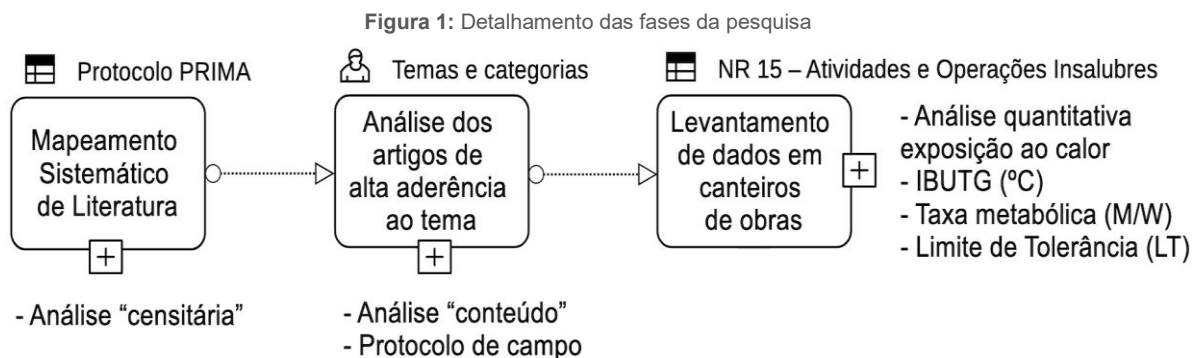 Figura 1: Detalhamento das fases da pesquisa
Protocolo PRIMA
Mapeamento
Sistemático
de Literatura
- Análise “censitária”
Temas e categorias
Análise dos
artigos de
alta aderência
ao tema
- Análise “conteúdo”
- Protocolo de campo
NR 15 – Atividades e Operações Insalubres
Levantamento
de dados em
canteiros
de obras
- Análise quantitativa
exposição ao calor
- IBUTG (ºC)
- Taxa metabólica (M/W)
- Limite de Tolerância (LT)